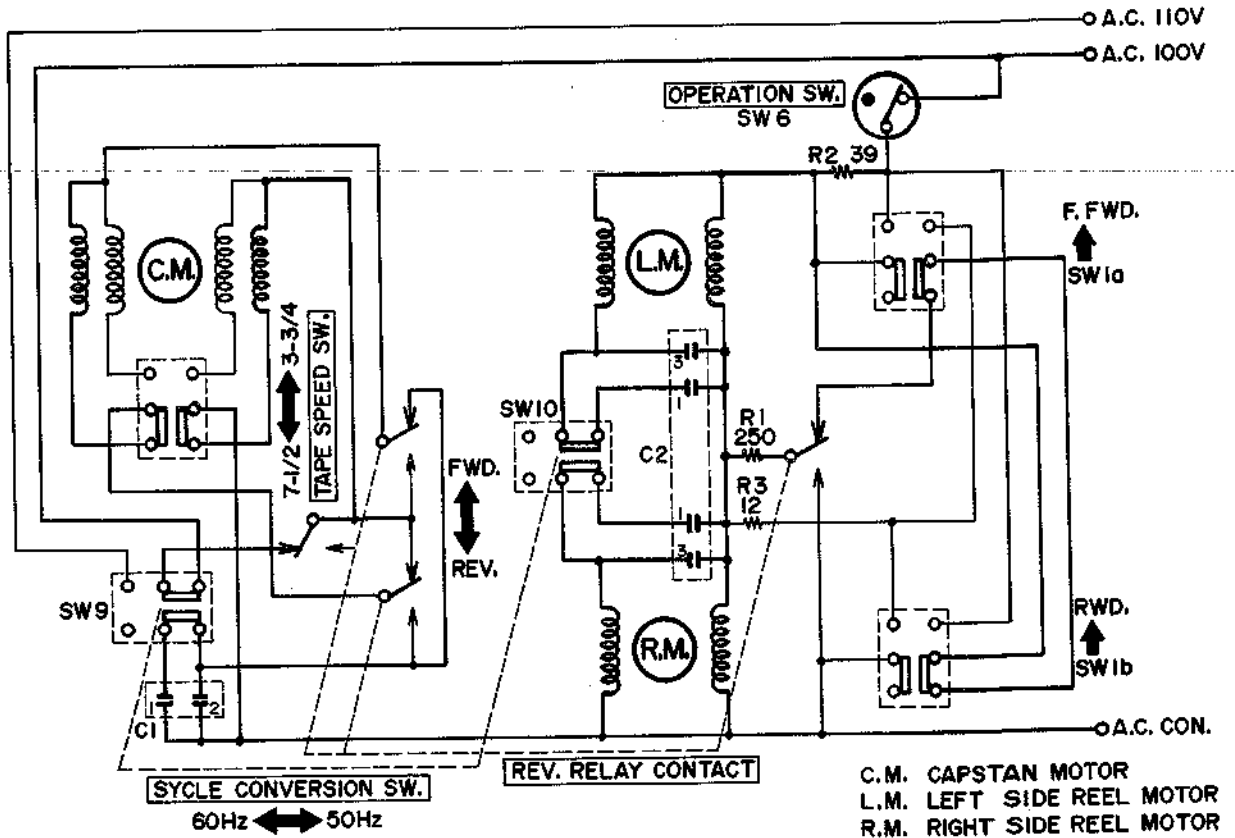 A.C. 110V
A.C. 100V
OPERATION SW.
SW 6
R2 39
F. FWD.
SW1a
C.M.
L.M.
3-3/4
7-1/2
TAPE SPEED SW.
SW10
3
1
C2
R1
250
R3
12
1
3
FWD.
REV.
SW9
R.M.
RWD.
SW1b
1
2
C1
A.C. CON.
SYCLE CONVERSION SW.
60Hz 50Hz
REV. RELAY CONTACT
C.M. CAPSTAN MOTOR
L.M. LEFT SIDE REEL MOTOR
R.M. RIGHT SIDE REEL MOTOR